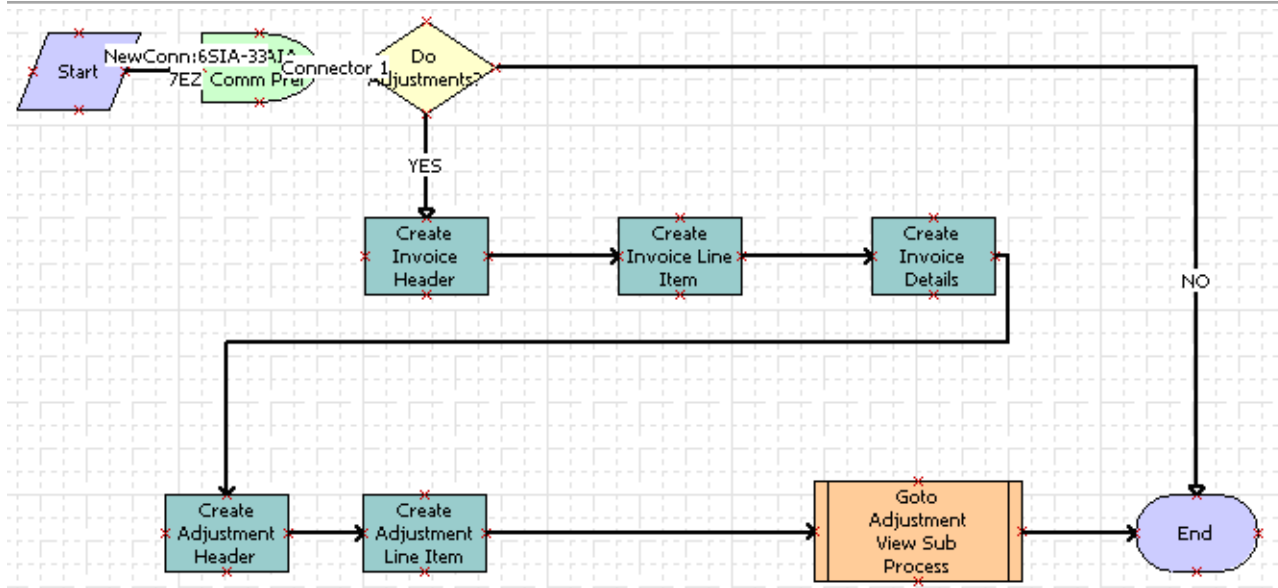 Start
NewConn
6SIA-33
7EZ
Comm Pref
Connector 1
Do
Adjustments?
YES
NO
Create
Invoice
Header
Create
Invoice Line
Item
Create
Invoice
Details
Create
Adjustment
Header
Create
Adjustment
Line Item
Goto
Adjustment
View Sub
Process
End